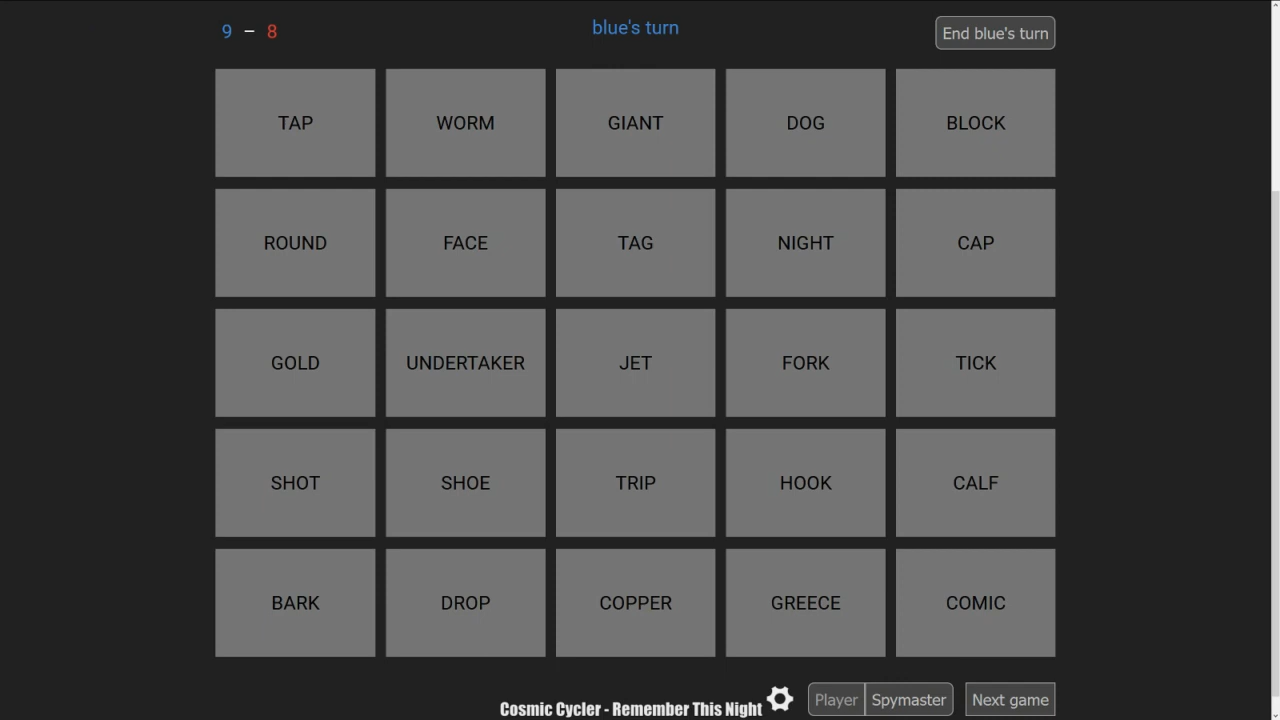 9 – 8
blue's turn
End blue's turn
TAP
WORM
GIANT
DOG
BLOCK
ROUND
FACE
TAG
NIGHT
CAP
GOLD
UNDERTAKER
JET
FORK
TICK
SHOT
SHOE
TRIP
HOOK
CALF
BARK
DROP
COPPER
GREECE
COMIC
Cosmic Cycler - Remember This Night
Player
Spymaster
Next game